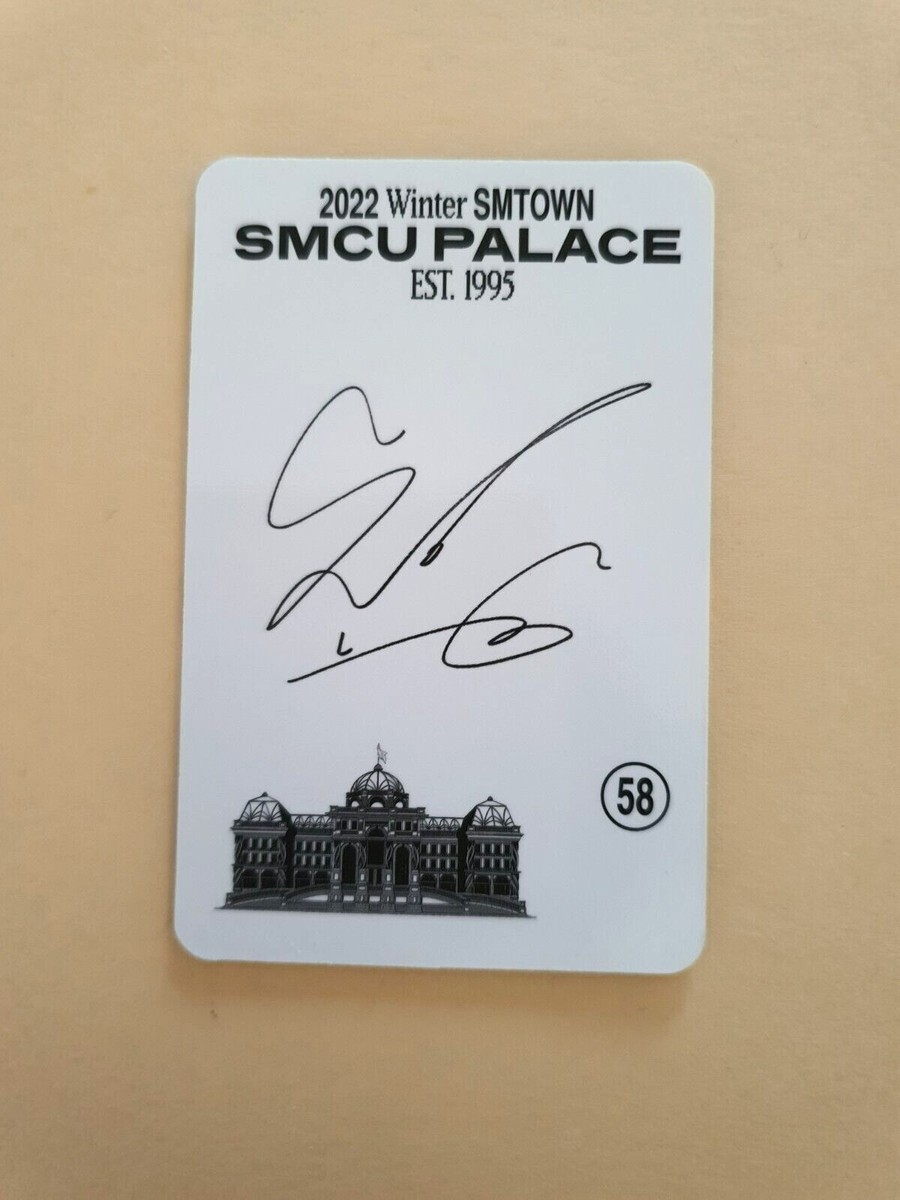 2022 Winter SMTOWN
SMCU PALACE
EST. 1995
58